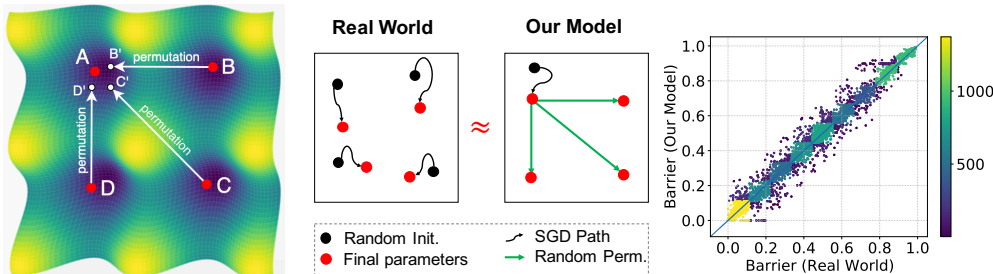 A
B'
permutation
B
D'
C'
permutation
permutation
D
C
Real World
Our Model
≈
Random Init.
SGD Path
Final parameters
Random Perm.
Barrier (Our Model)
1.0
0.8
0.6
0.4
0.2
0.0
0.0 0.2 0.4 0.6 0.8 1.0
Barrier (Real World)
1000
500